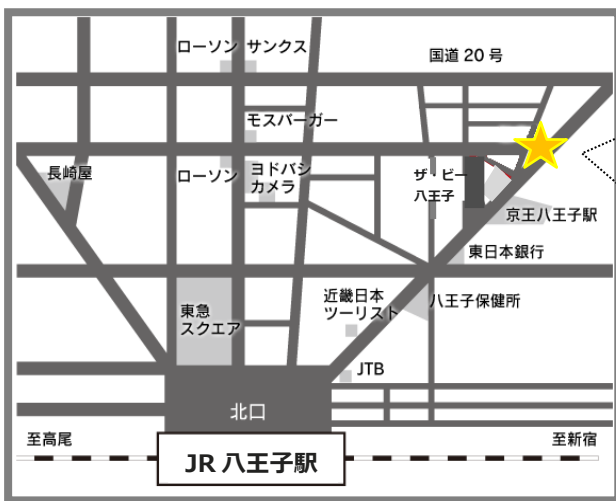 ローソン サンクス
国道20号
モスバーガー
長崎屋
ローソン
ヨドバシ
カメラ
ザ・ビー
八王子
京王八王子駅
東日本銀行
東急
スクエア
近畿日本
ツーリスト
八王子保健所
JTB
北口
至高尾
至新宿
JR 八王子駅